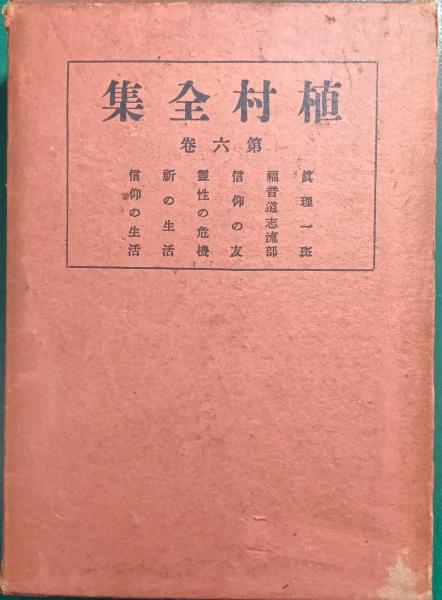 植村全集
第六卷
眞理一斑
福音道志流部
信仰の友
靈性の危機
祈の生活
信仰の生活